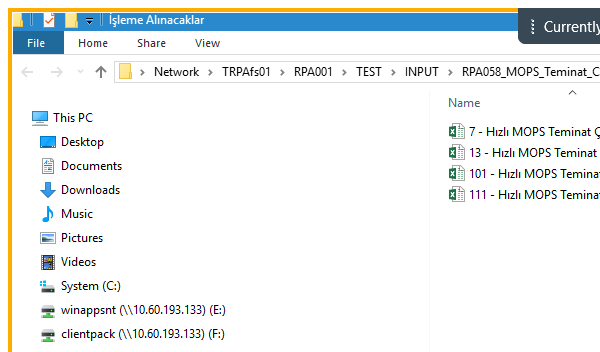 İşleme Alınacaklar
Currently
File Home Share View
Network TRPAfs01 RPA001 TEST INPUT RPA058_MOPS_Teminat_C
Name
This PC
Desktop
Documents
Downloads
Music
Pictures
Videos
System (C:)
winappsnt (\\10.60.193.133) (E:)
clientpack (\\10.60.193.133) (F:)
7 - Hızlı MOPS Teminat Ç
13 - Hızlı MOPS Teminat
101 - Hızlı MOPS Teminat
111 - Hızlı MOPS Teminat